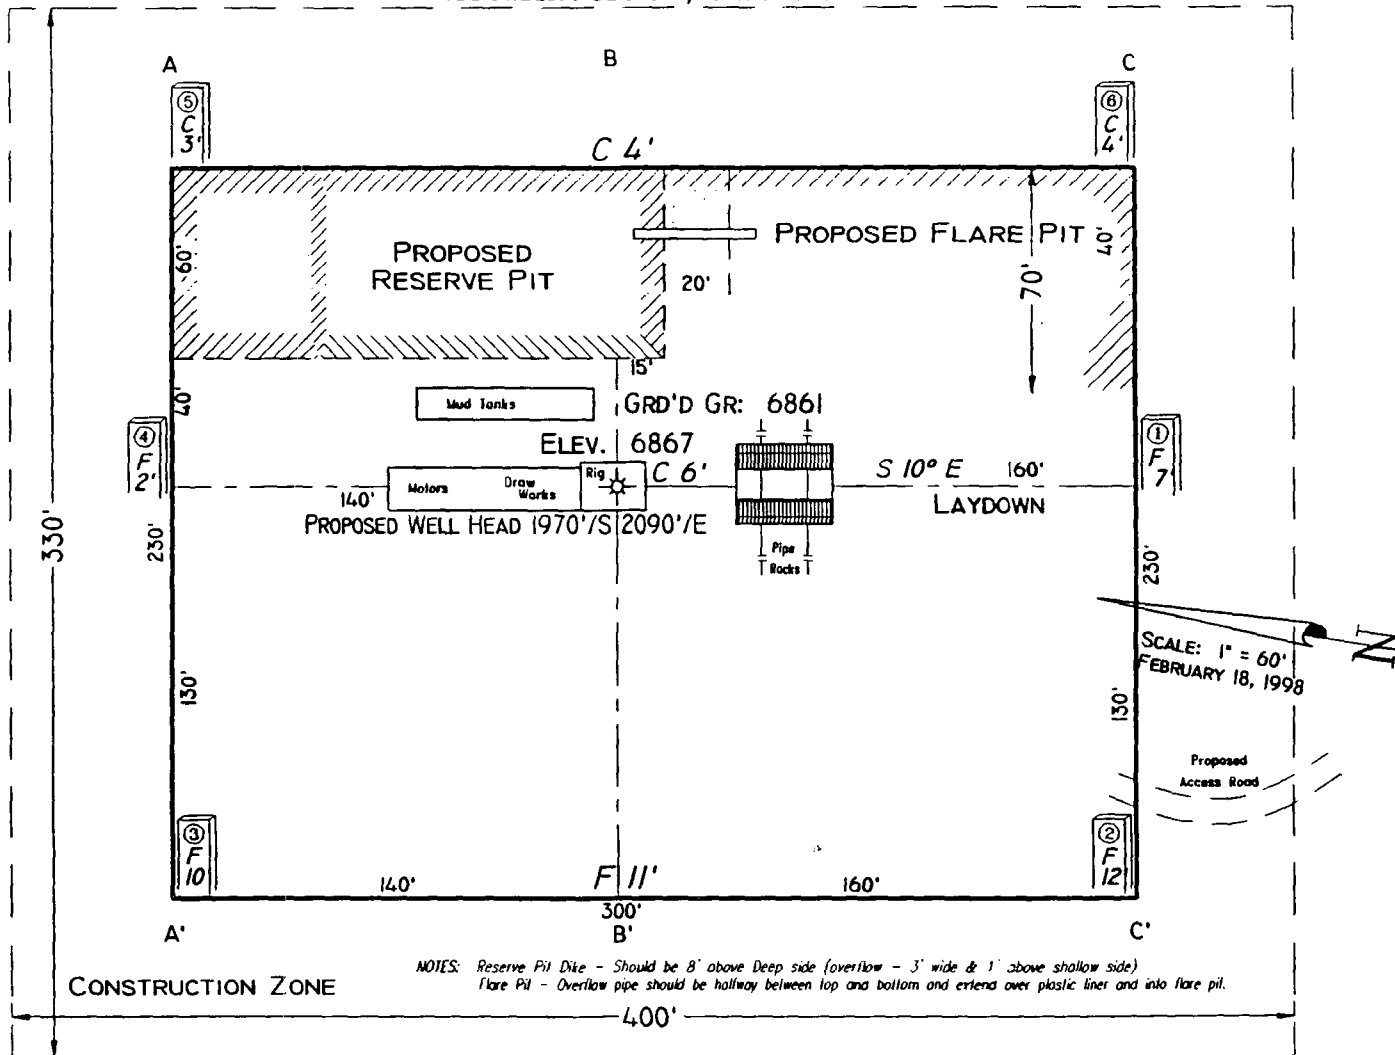 A
B
C
⑤
C
3'
⑥
C
4'
C 4'
PROPOSED
RESERVE PIT
PROPOSED FLARE PIT
60'
20'
70'
40'
15'
40'
Mud Tanks
GRD'D GR: 6861
④
F
2'
①
F
7'
ELEV. 6867
Rig
C 6'
S 10° E
160'
Motors
Draw
Works
140'
LAYDOWN
PROPOSED WELL HEAD 1970'/S 2090'/E
Pipe
Racks
330'
230'
230'
SCALE: 1" = 60'
FEBRUARY 18, 1998
N
130'
130'
Proposed
Access Road
③
F
10
②
F
12'
140'
F 11'
160'
300'
A'
B'
C'
NOTES: Reserve Pit Dike - Should be 8' above Deep side (overflow - 3' wide & 1' above shallow side)
Flare Pit - Overflow pipe should be halfway between top and bottom and extend over plastic liner and into flare pit.
CONSTRUCTION ZONE
400'